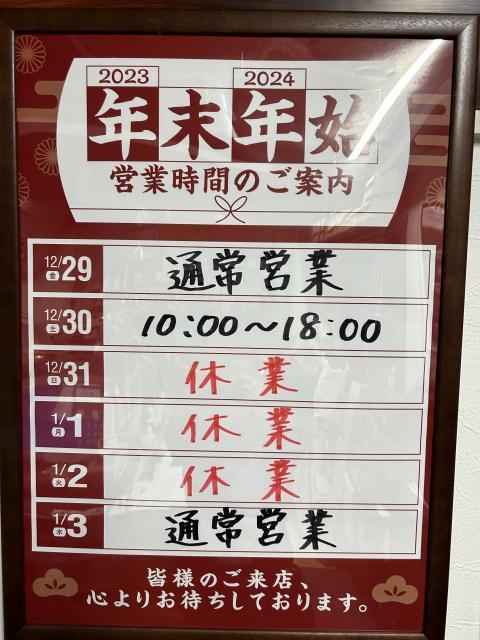 2023 2024
年末年始
営業時間のご案内
12/29 金 通常営業
12/30 土 10:00〜18:00
12/31 日 休業
1/1 月 休業
1/2 火 休業
1/3 水 通常営業
皆様のご来店、
心よりお待ちしております。